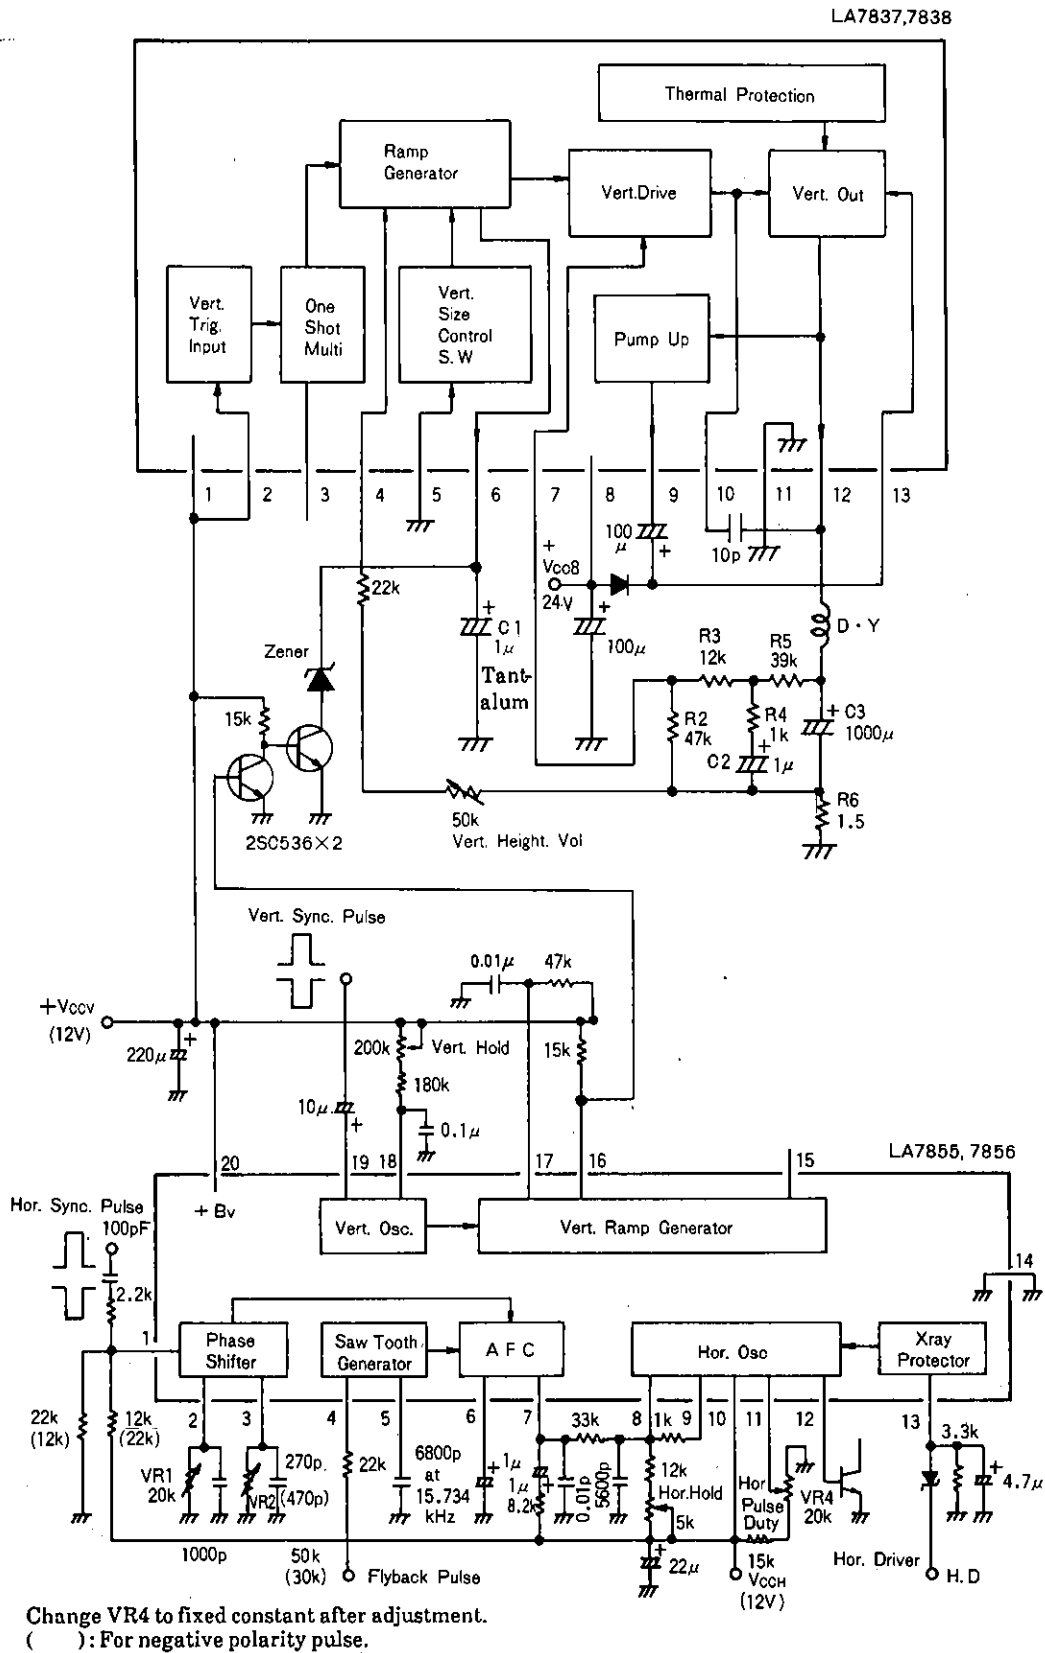 LA7837,7838
Thermal Protection
Ramp
Generator
Vert.Drive
Vert. Out
Vert.
Trig.
Input
One
Shot
Multi
Vert.
Size
Control
S.W
Pump Up
1 2 3 4 5 6 7 8 9 10 11 12 13
100
μ
+
10p
+
Vcc8
24V
22k
+
C1
1μ
Tant-
alum
+
100μ
D·Y
Zener
R3
12k
R5
39k
15k
R2
47k
R4
1k
+ C3
1000μ
C2
+
1μ
R6
1.5
50k
Vert. Height. Vol
2SC536×2
Vert. Sync. Pulse
0.01μ
47k
+VCCV
(12V)
220μ
+
200k
Vert. Hold
15k
180k
10μ
+
0.1μ
20 19 18 17 16 15
LA7855, 7856
+Bv
Vert. Osc.
Vert. Ramp Generator
Hor. Sync. Pulse
100pF
2.2k
14
1
Phase
Shifter
Saw Tooth
Generator
AFC
Hor. Osc
Xray
Protector
2 3 4 5 6 7 8 9 10 11 12 13
22k
(12k)
12k
(22k)
VR1
20k
VR2
270p
(470p)
22k
6800p
at
15.734
kHz
+
1μ
1μ
+
8.2k
33k
0.01p
5600p
1k
12k
Hor.Hold
5k
Hor
Pulse
Duty
VR4
20k
3.3k
+
4.7μ
1000p
50k
(30k)
Flyback Pulse
+
22μ
15k
VCCH
(12V)
Hor. Driver
H.D
Change VR4 to fixed constant after adjustment.
( ): For negative polarity pulse.